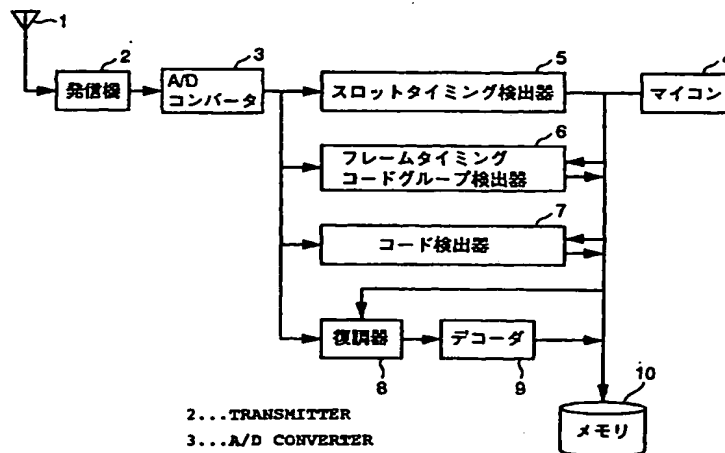 1
2
発信機
3
A/D
コンバータ
5
スロットタイミング検出器
マイコン
6
フレームタイミング
コードグループ検出器
7
コード検出器
復調器
8
デコーダ
9
10
メモリ
2...TRANSMITTER
3...A/D CONVERTER